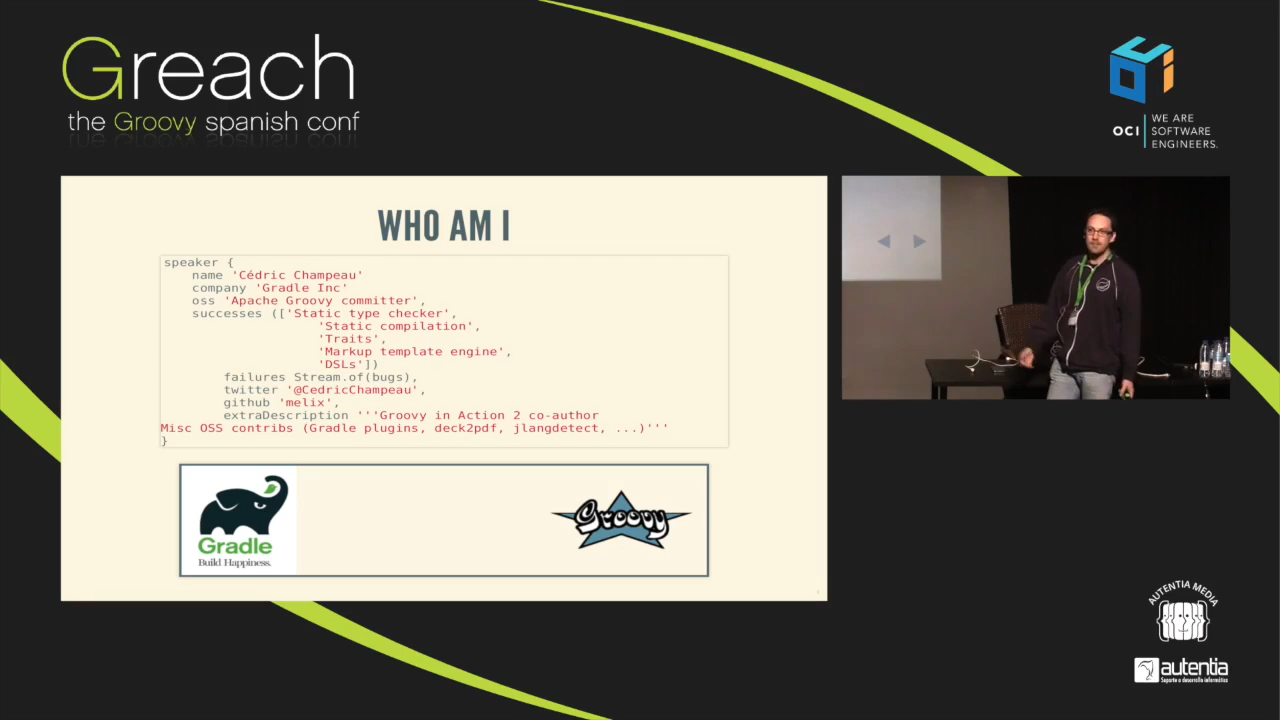 Greach
the Groovy spanish conf
OCI
WE ARE
SOFTWARE
ENGINEERS.
WHO AM I
speaker {
    name 'Cédric Champeau'
    company 'Gradle Inc'
    oss 'Apache Groovy committer',
    successes (['Static type checker',
                'Static compilation',
                'Traits',
                'Markup template engine',
                'DSLs'])
        failures Stream.of(bugs),
        twitter '@CedricChampeau',
        github 'melix',
        extraDescription '''Groovy in Action 2 co-author
Misc OSS contribs (Gradle plugins, deck2pdf, jlangdetect, ...)'''
}
Gradle
Build Happiness.
Groovy
AUTENTIA MEDIA
autentia
Soporte a desarrollo informático